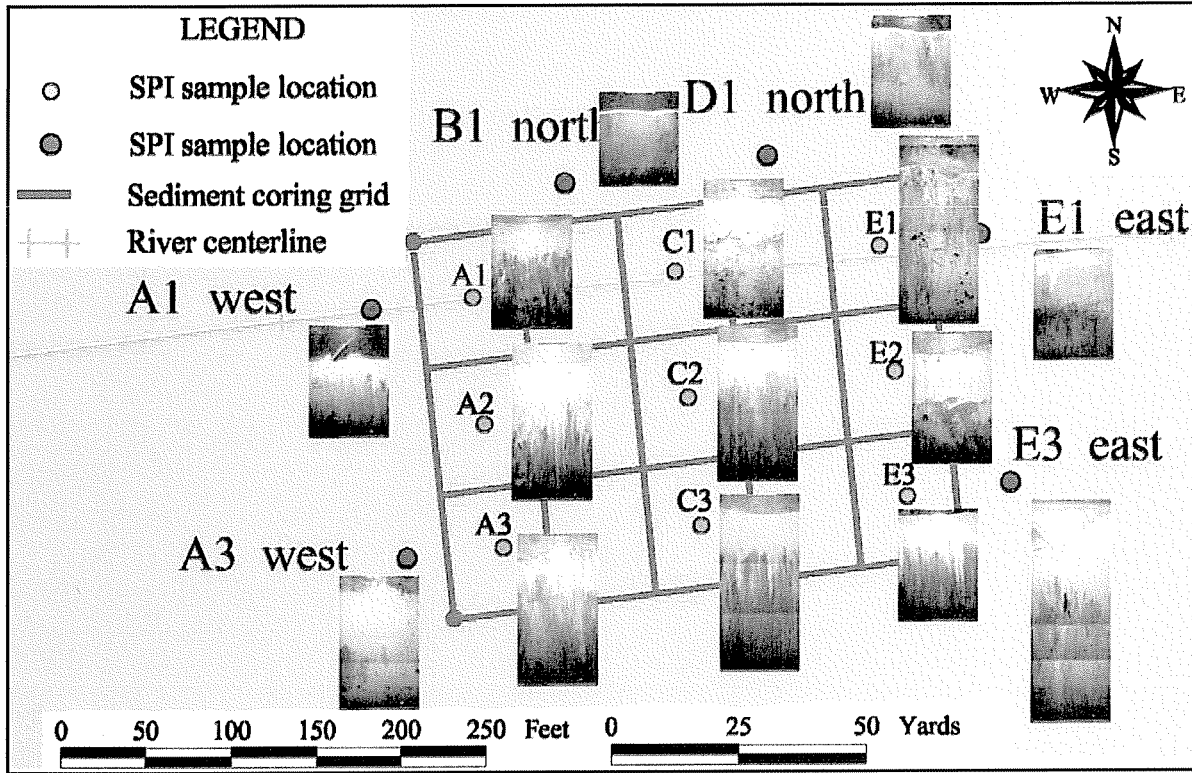 LEGEND
SPI sample location
SPI sample location
Sediment coring grid
River centerline
N
W E
S
B1 nortl
D1 north
E1 east
A1 west
A1
C1
E1
A2
C2
E2
E3 east
A3 west
A3
C3
E3
0 50 100 150 200 250 Feet
0 25 50 Yards